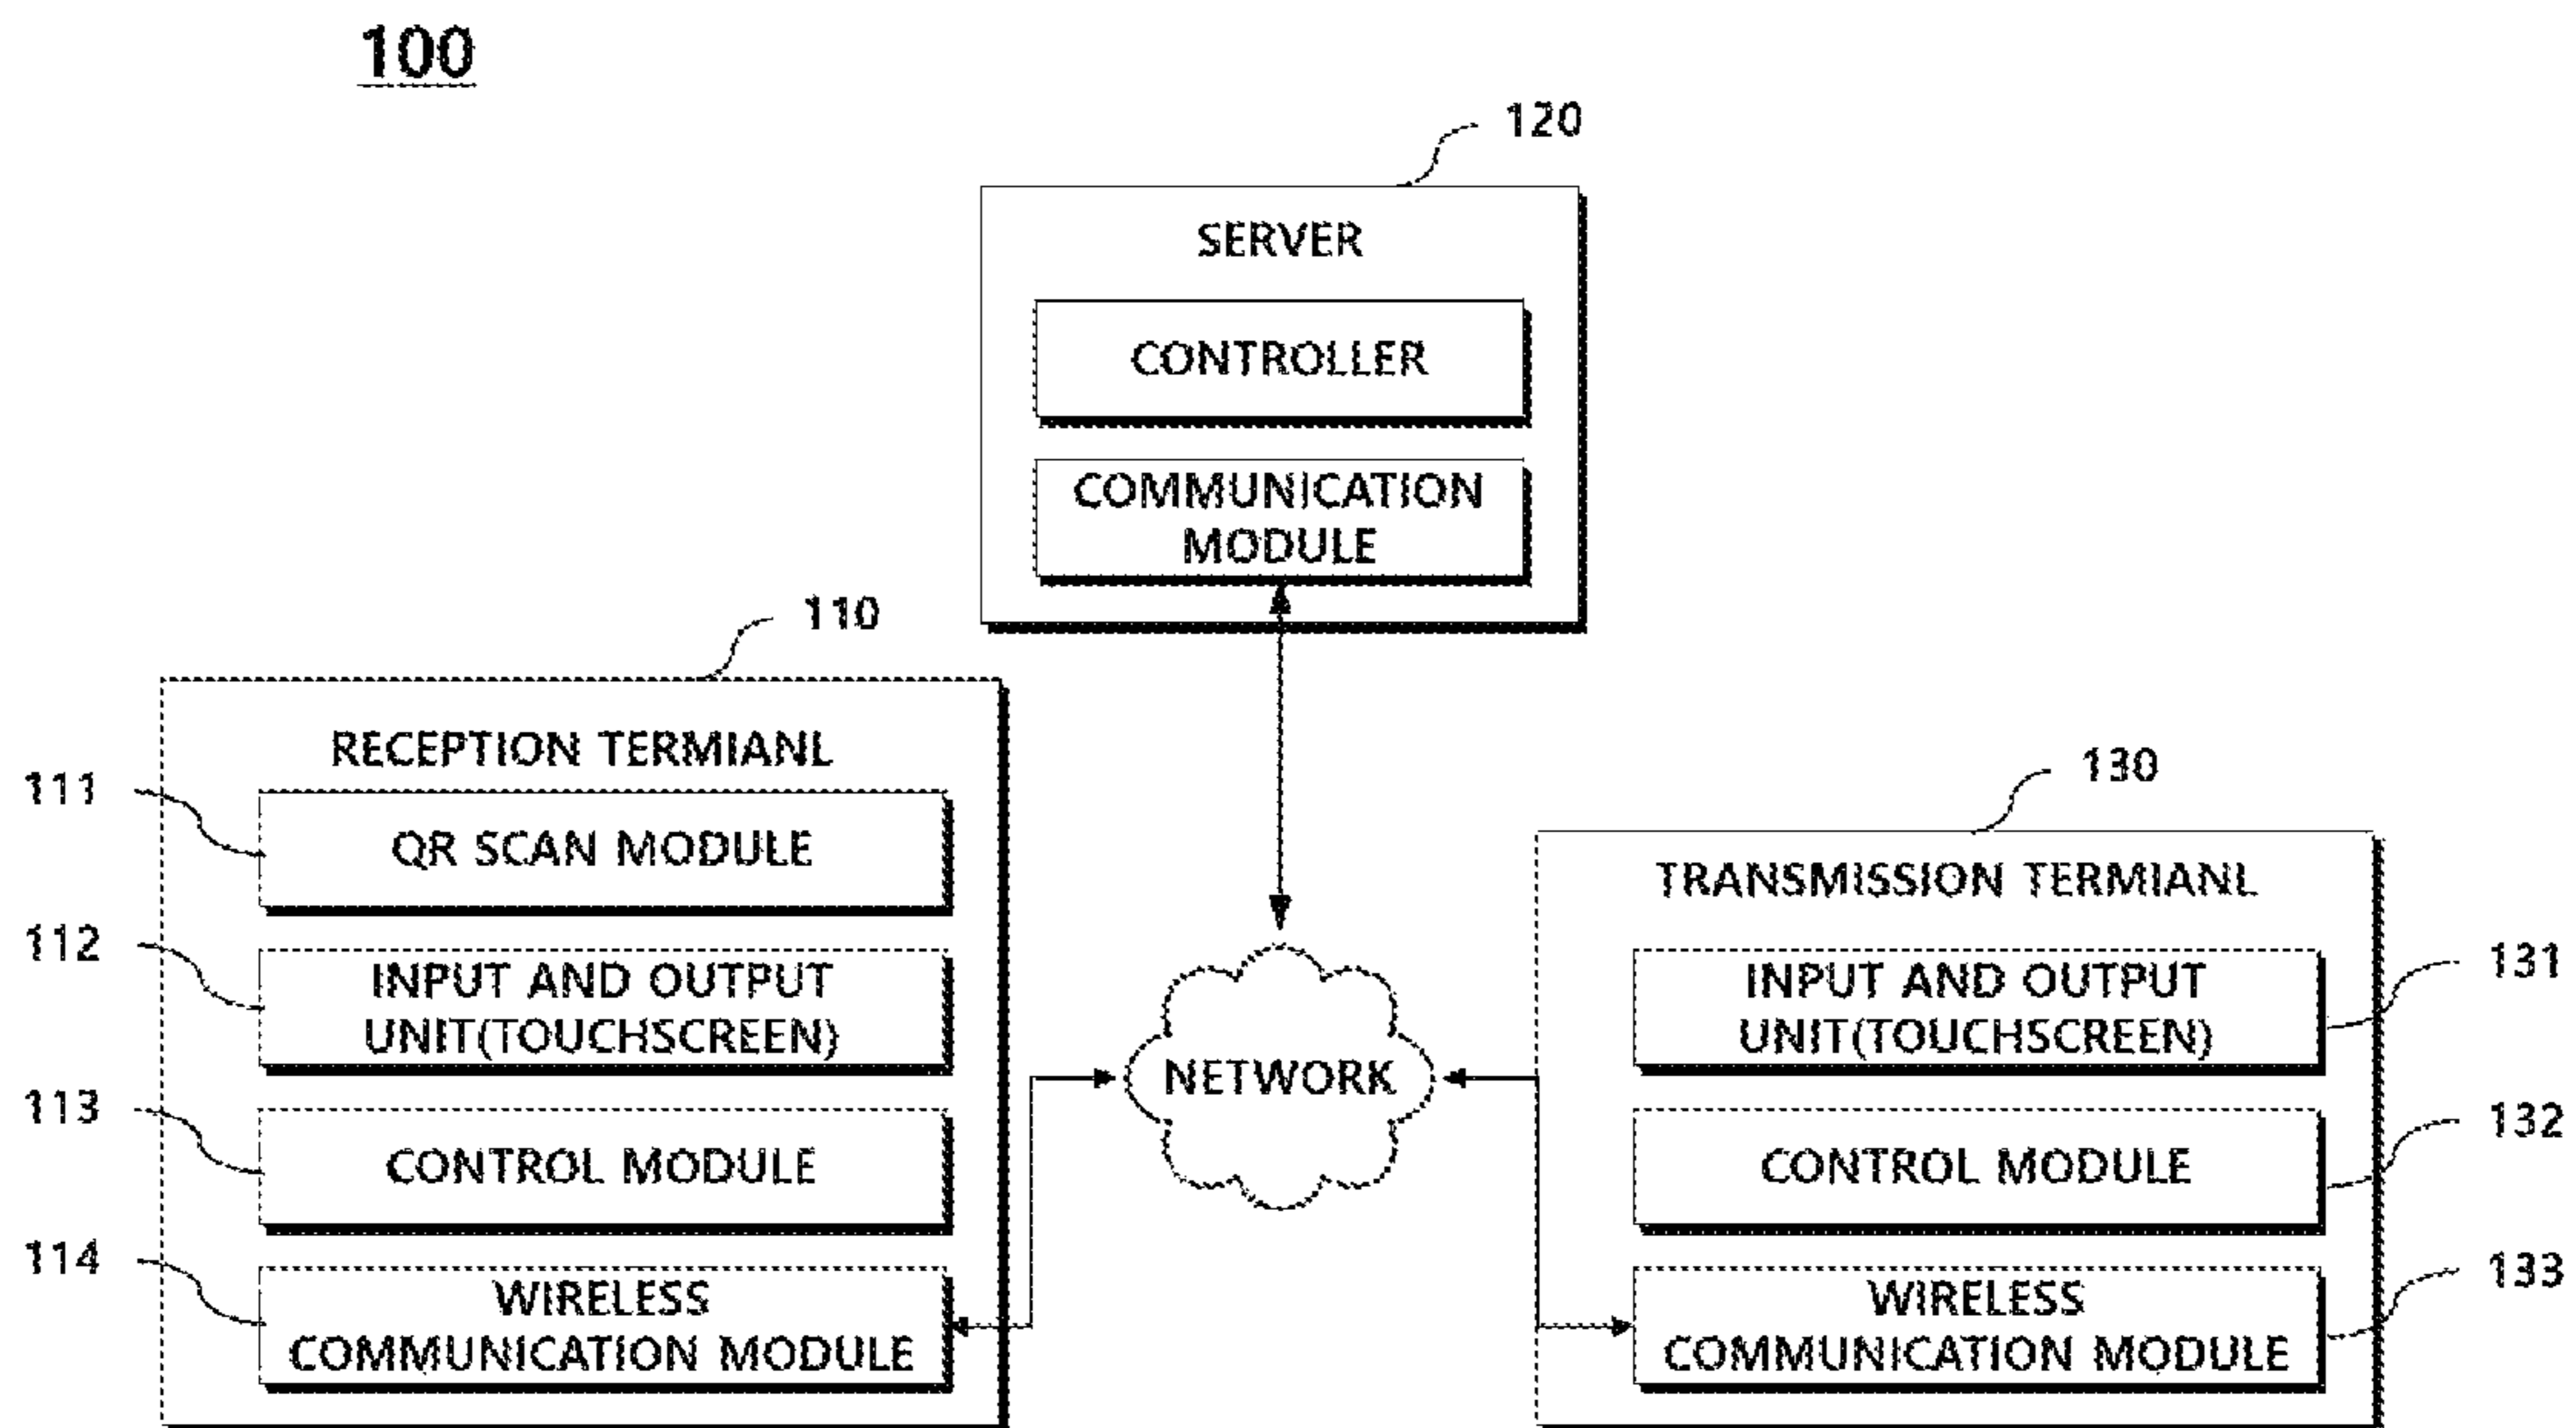 100
120
SERVER
CONTROLLER
COMMUNICATION
MODULE
110
RECEPTION TERMIANL
111
QR SCAN MODULE
112
INPUT AND OUTPUT
UNIT(TOUCHSCREEN)
113
CONTROL MODULE
114
WIRELESS
COMMUNICATION MODULE
NETWORK
130
TRANSMISSION TERMIANL
INPUT AND OUTPUT
UNIT(TOUCHSCREEN)
131
CONTROL MODULE
132
WIRELESS
COMMUNICATION MODULE
133